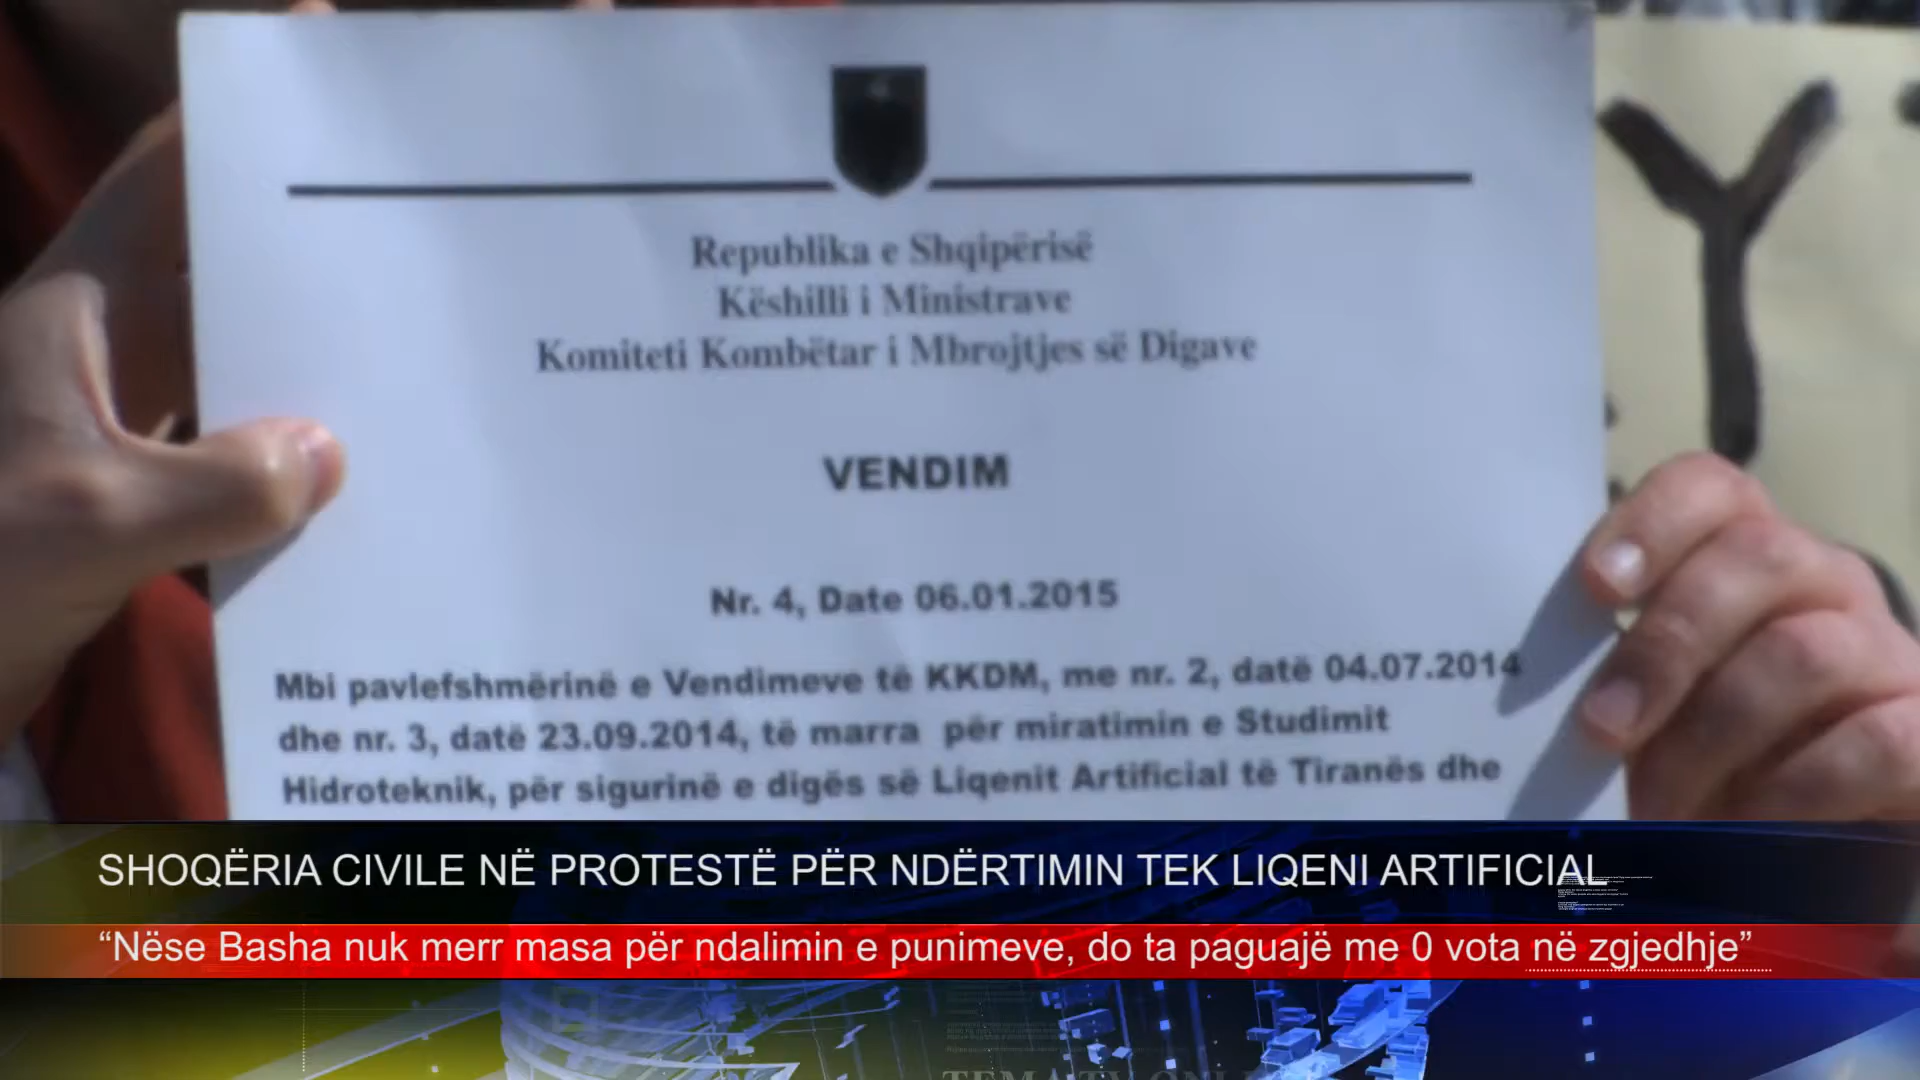 Republika e Shqipërisë
Këshilli i Ministrave
Komiteti Kombëtar i Mbrojtjes së Digave
VENDIM
Nr. 4, Date 06.01.2015
Mbi pavlefshmërinë e Vendimeve të KKDM, me nr. 2, datë 04.07.2014
dhe nr. 3, datë 23.09.2014, të marra për miratimin e Studimit
Hidroteknik, për sigurinë e digës së Liqenit Artificial të Tiranës dhe
Y
SHOQËRIA CIVILE NË PROTESTË PËR NDËRTIMIN TEK LIQENI ARTIFICIAL
“Nëse Basha nuk merr masa për ndalimin e punimeve, do ta paguajë me 0 vota në zgjedhje”